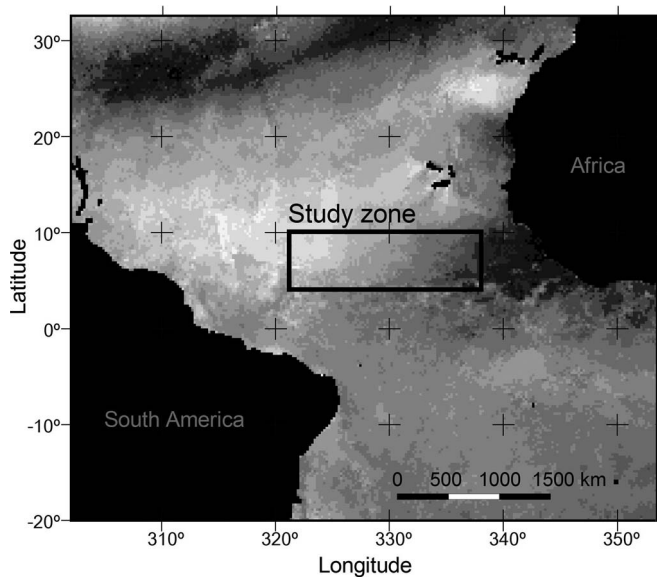 30º
20º
Africa
Study zone
10º
Latitude
0º
South America
-10º
0 500 1000 1500 km
-20º
310º 320º 330º 340º 350º
Longitude